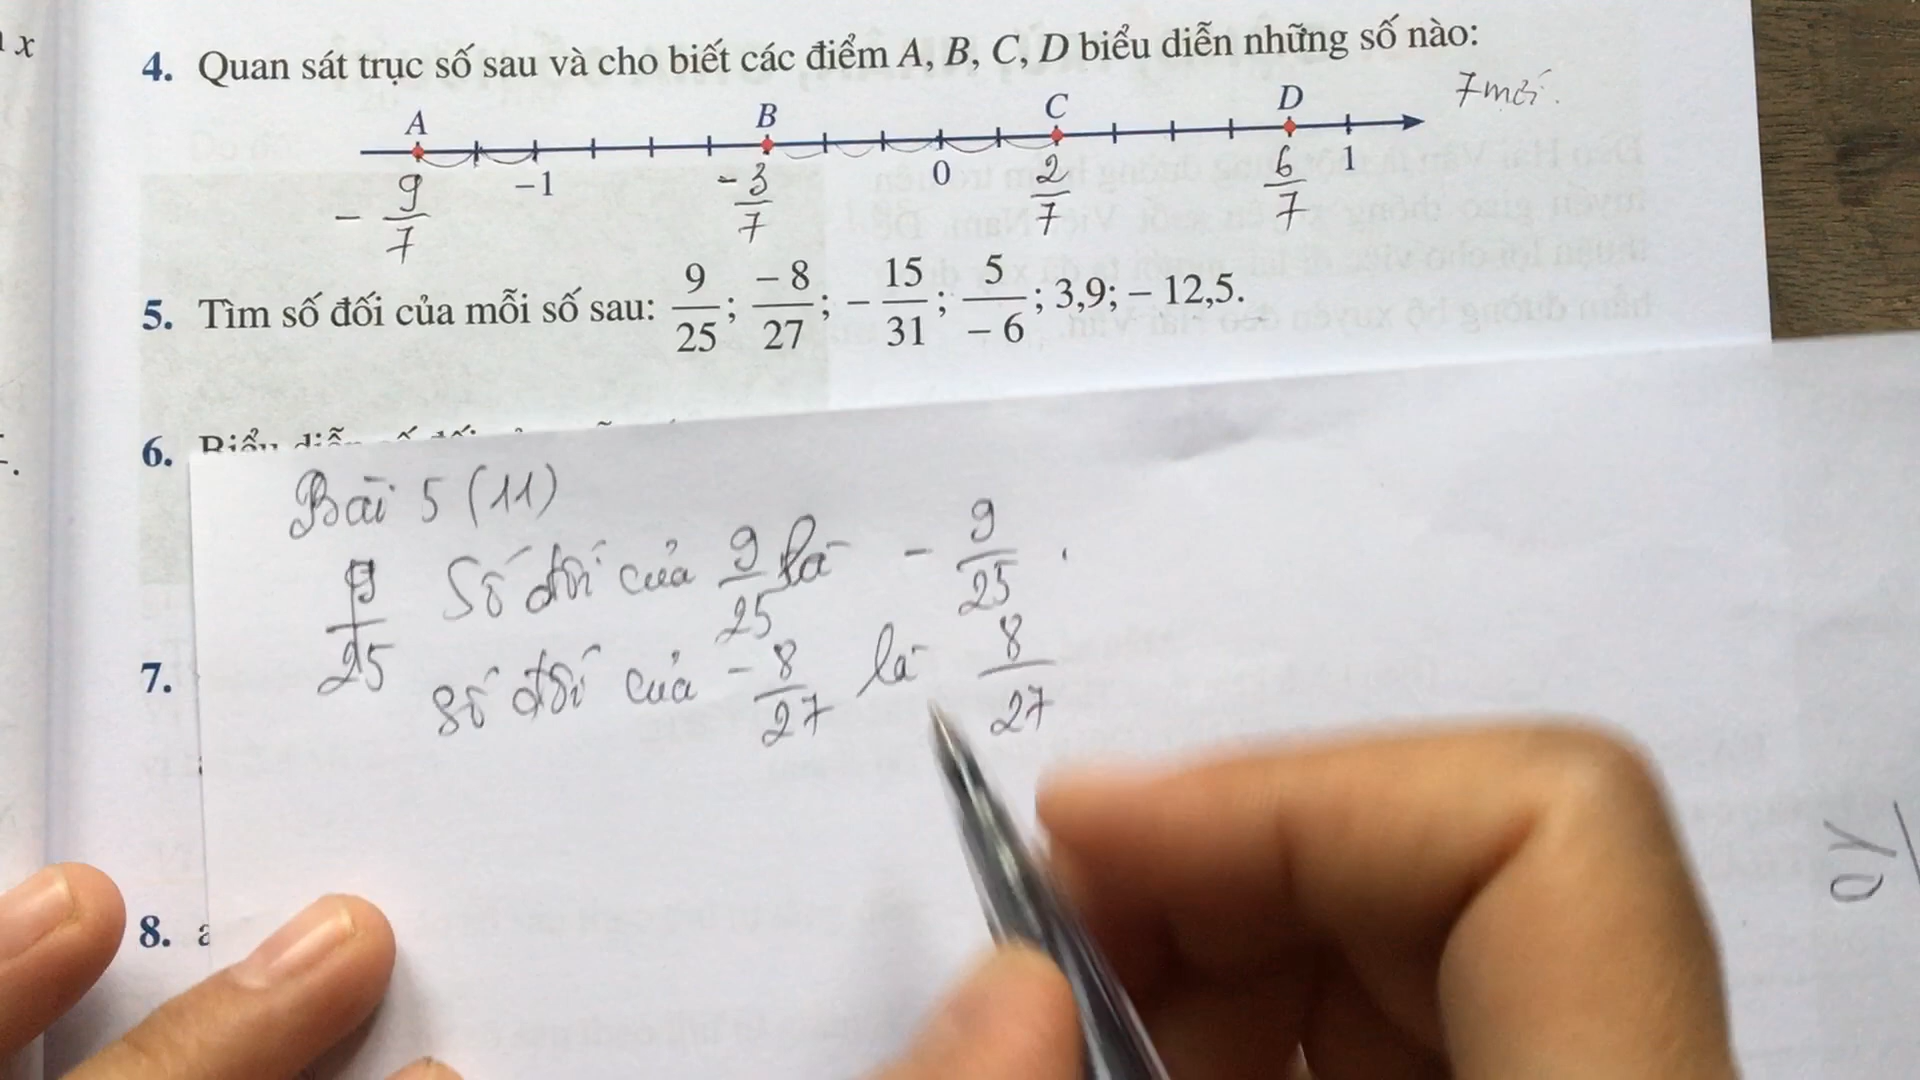 x
4. Quan sát trục số sau và cho biết các điểm A, B, C, D biểu diễn những số nào:
7 mới.
A B C D
−1 0 1
- 9/7 - 3/7 2/7 6/7
5. Tìm số đối của mỗi số sau: 9/25; −8/27; −15/31; 5/−6; 3,9; −12,5.
6.
Bài 5 (11)
9/25 Số đối của 9/25 là - 9/25.
7. Số đối của -8/27 là 8/27
8.